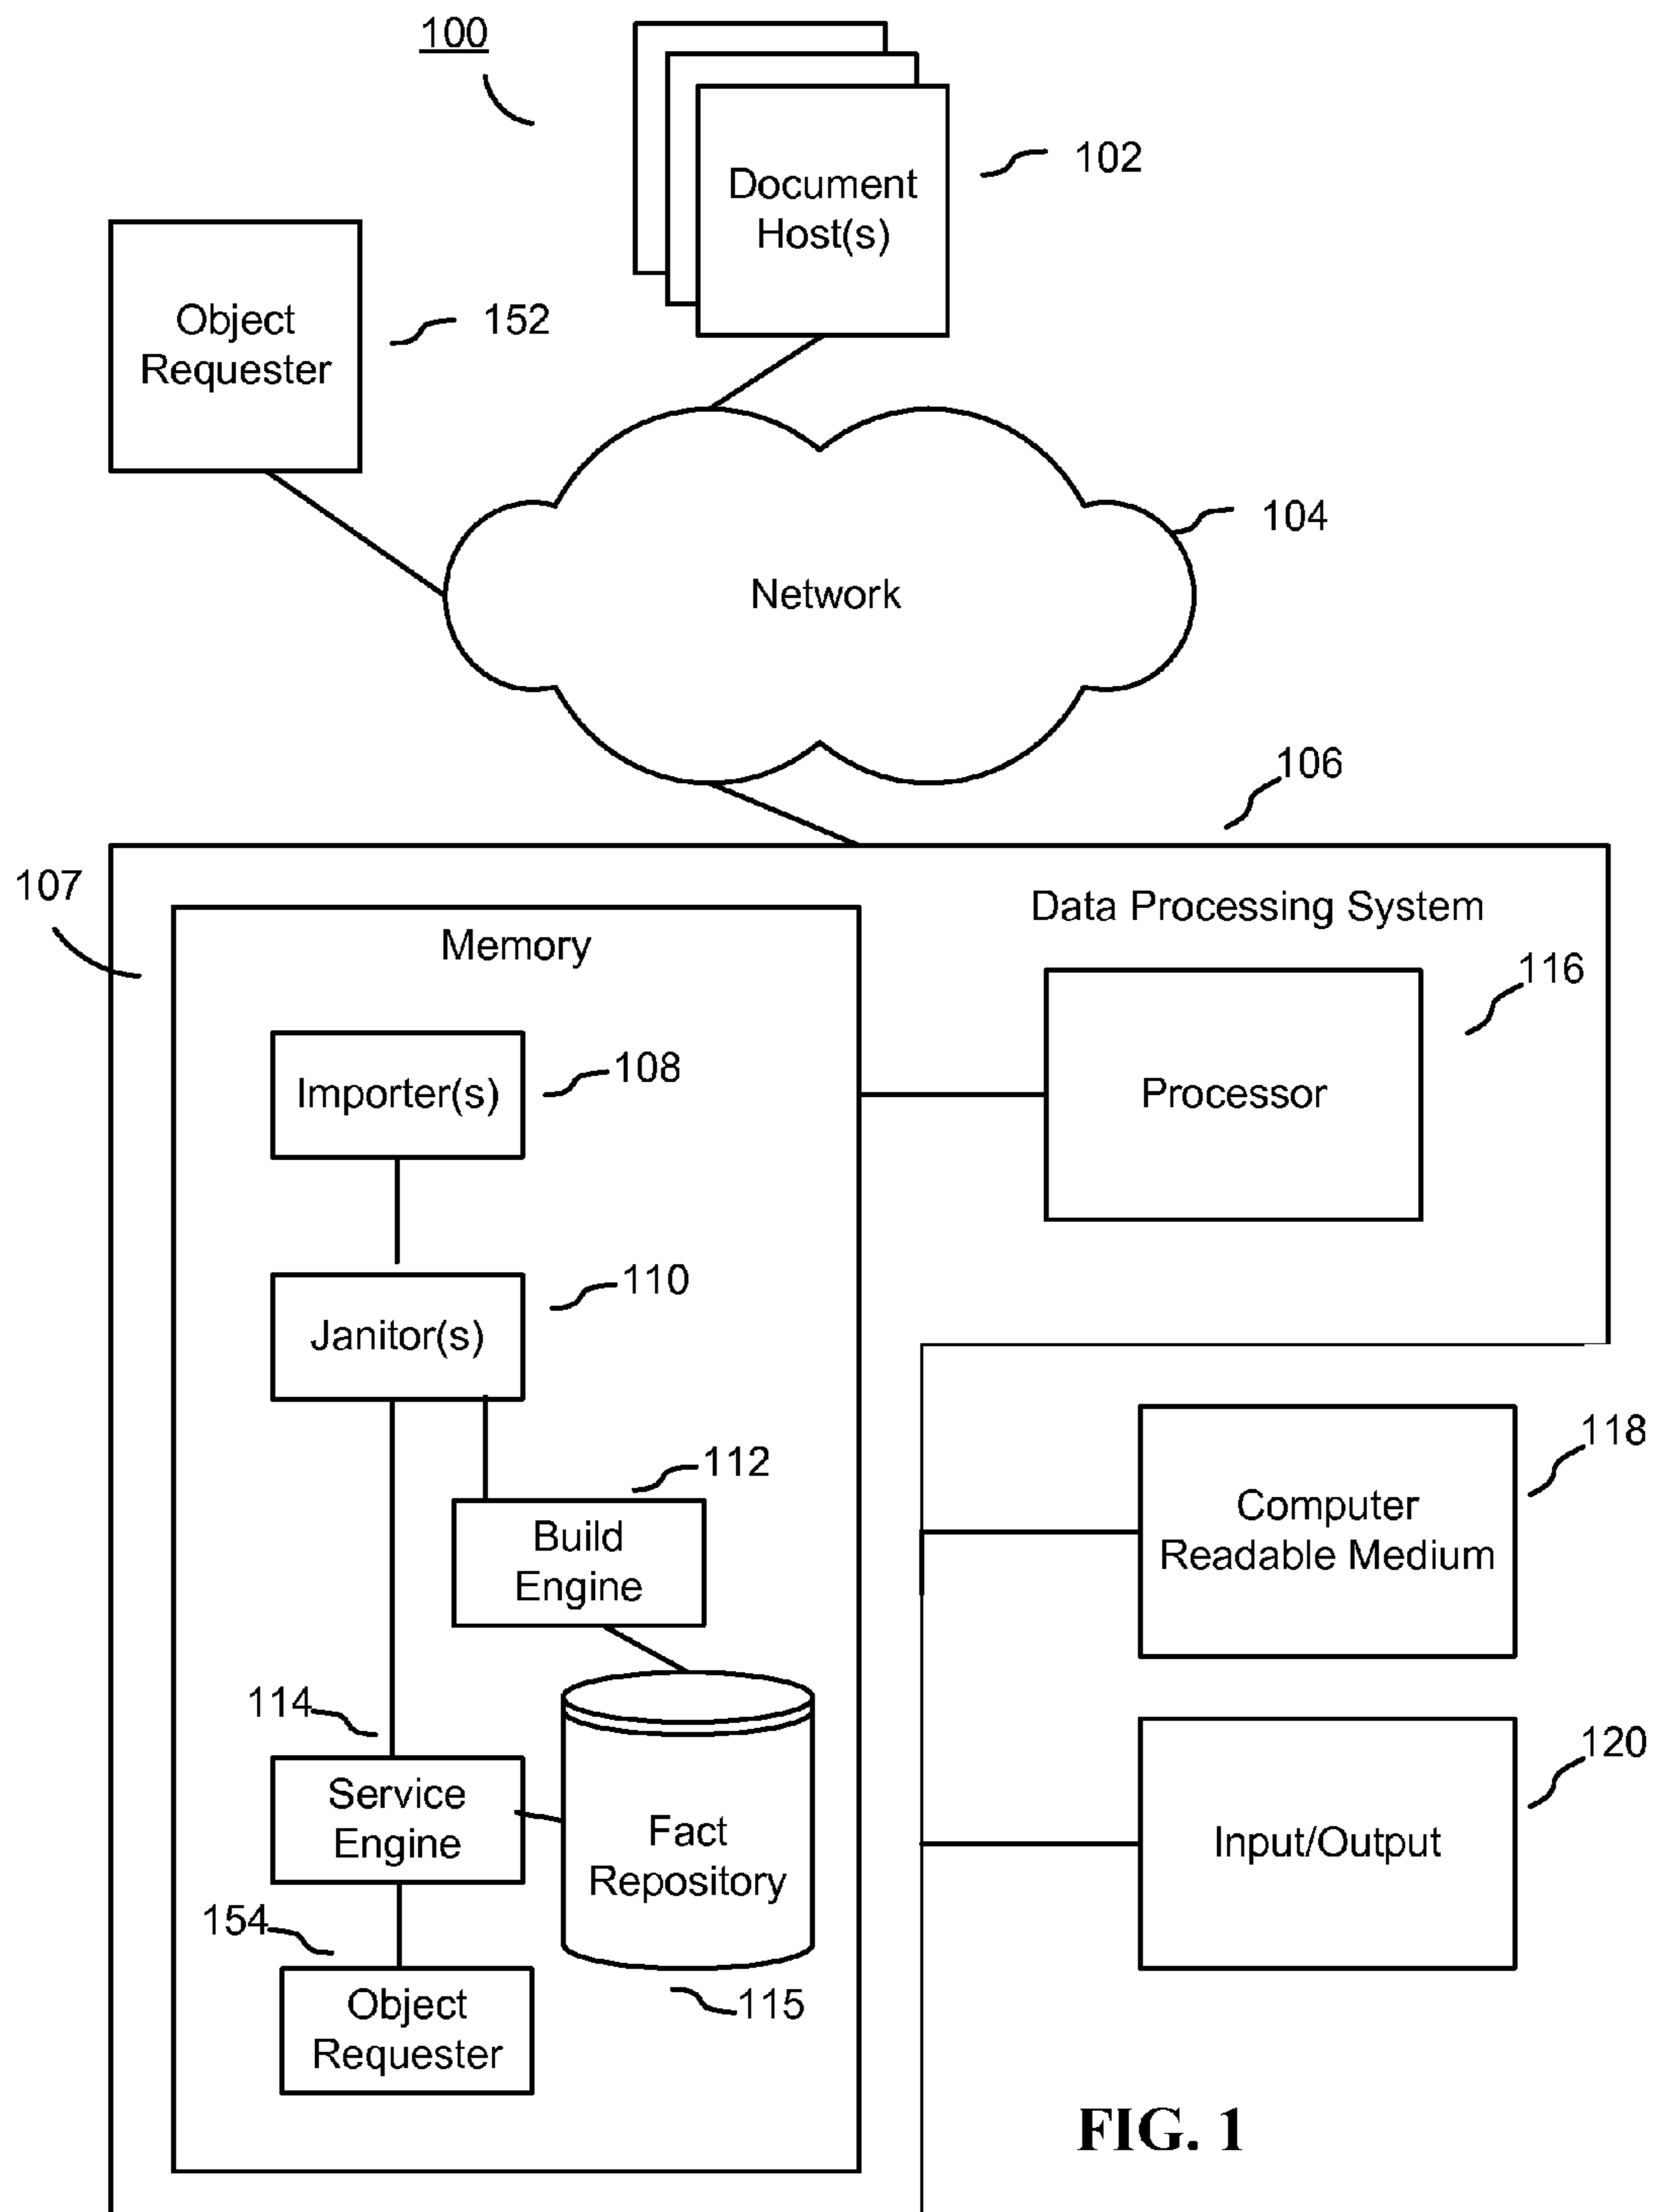 100
Document
Host(s)
102
Object
Requester
152
104
Network
106
107
Data Processing System
Memory
116
Importer(s)
108
Processor
110
Janitor(s)
112
118
Build
Engine
Computer
Readable Medium
114
120
Service
Engine
Fact
Repository
Input/Output
154
115
Object
Requester
FIG. 1